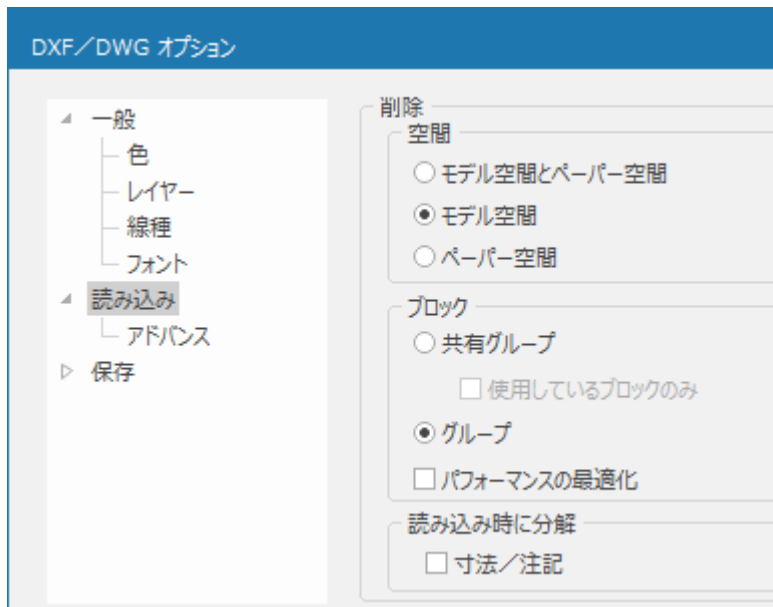 DXF／DWG オプション
一般
色
レイヤー
線種
フォント
読み込み
アドバンス
保存
削除
空間
モデル空間とペーパー空間
モデル空間
ペーパー空間
ブロック
共有グループ
使用しているブロックのみ
グループ
パフォーマンスの最適化
読み込み時に分解
寸法／注記